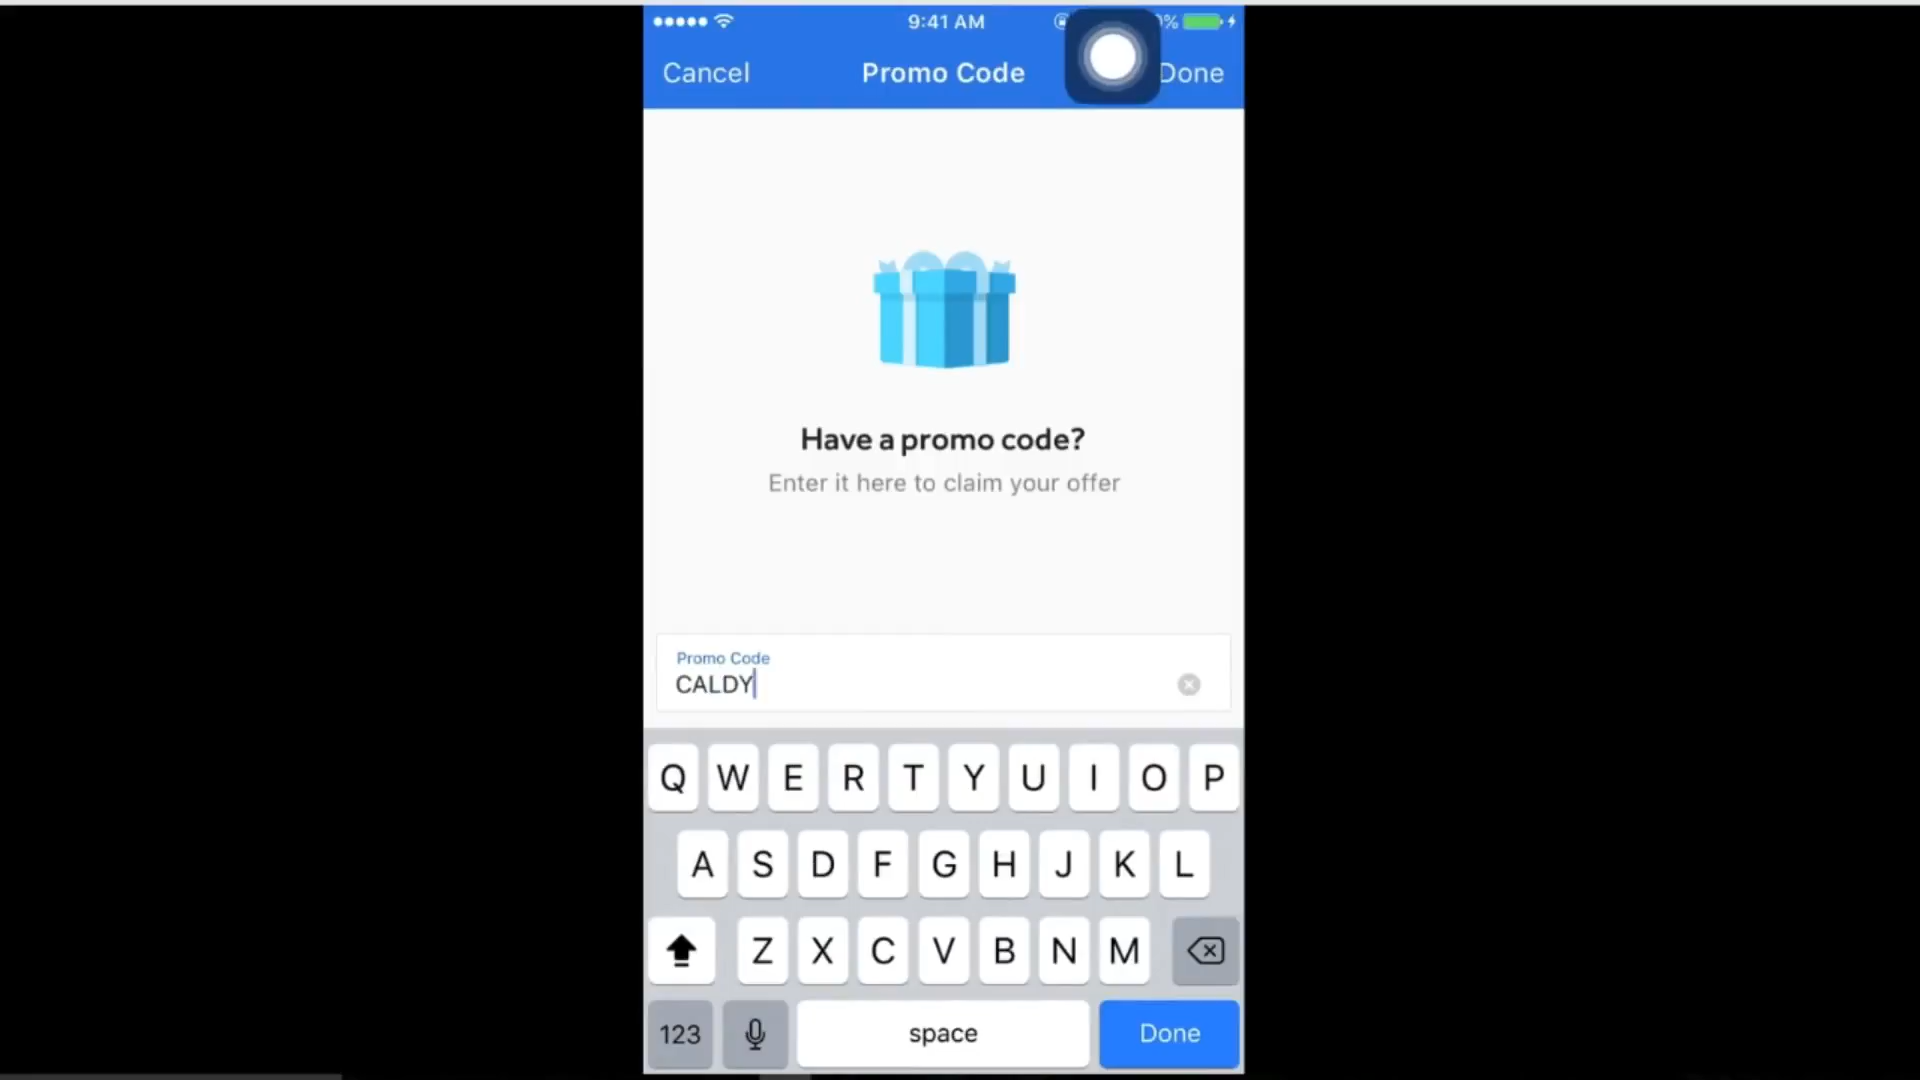 9:41 AM
%
Cancel
Promo Code
Done
Have a promo code?
Enter it here to claim your offer
Promo Code
CALDY
Q W E R T Y U I O P
A S D F G H J K L
Z X C V B N M
123
space
Done